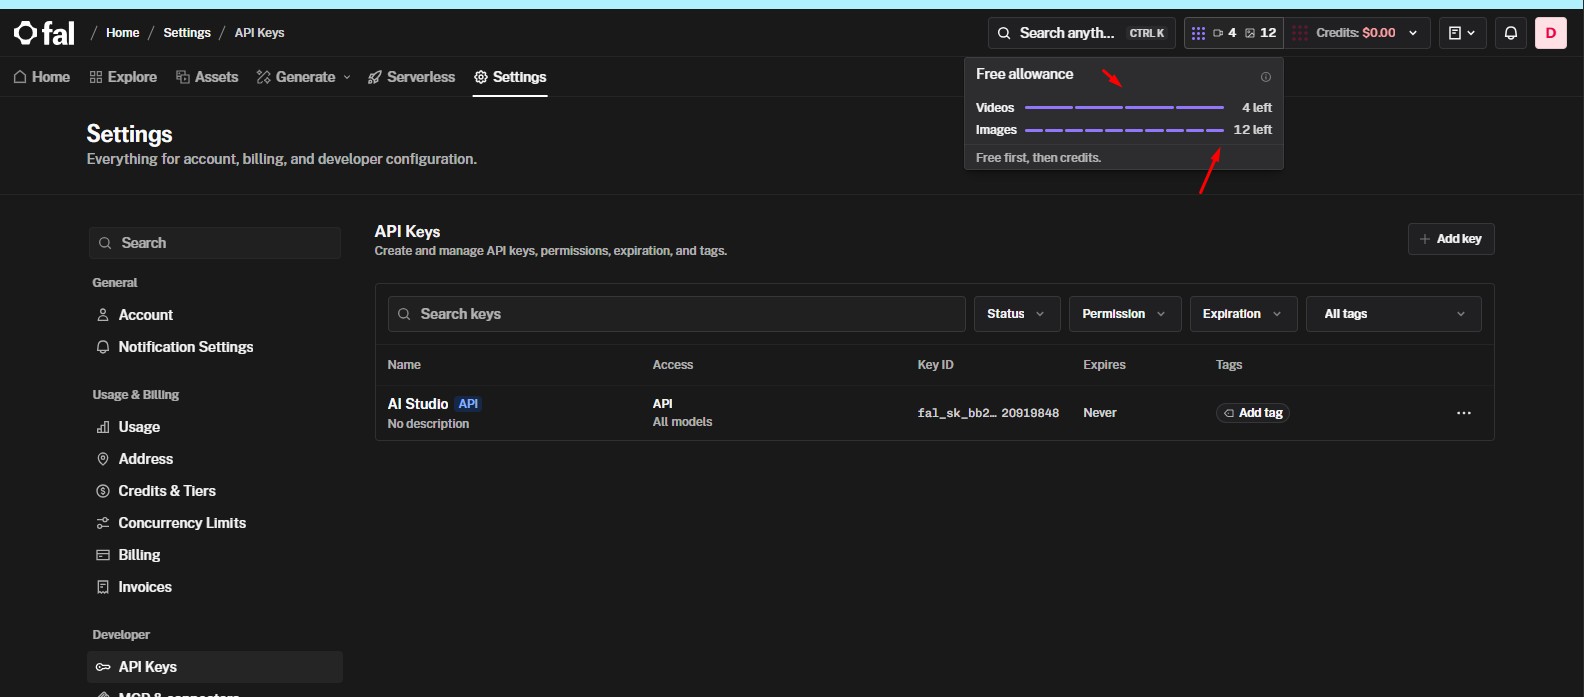 fal / Home / Settings / API Keys
Search anyth... CTRL K
4 12
Credits: $0.00
D
Home Explore Assets Generate Serverless Settings
Free allowance
Videos 4 left
Images 12 left
Free first, then credits.
Settings
Everything for account, billing, and developer configuration.
Search
General
Account
Notification Settings
Usage & Billing
Usage
Address
Credits & Tiers
Concurrency Limits
Billing
Invoices
Developer
API Keys
MCP & connectors
API Keys
Create and manage API keys, permissions, expiration, and tags.
Add key
Search keys
Status
Permission
Expiration
All tags
Name Access Key ID Expires Tags
AI Studio API API fal_sk_bb2… 20919848 Never Add tag ...
No description All models